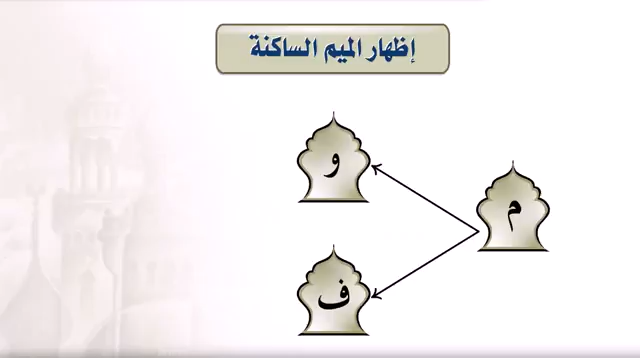 إظهار الميم الساكنة
و
م
ف